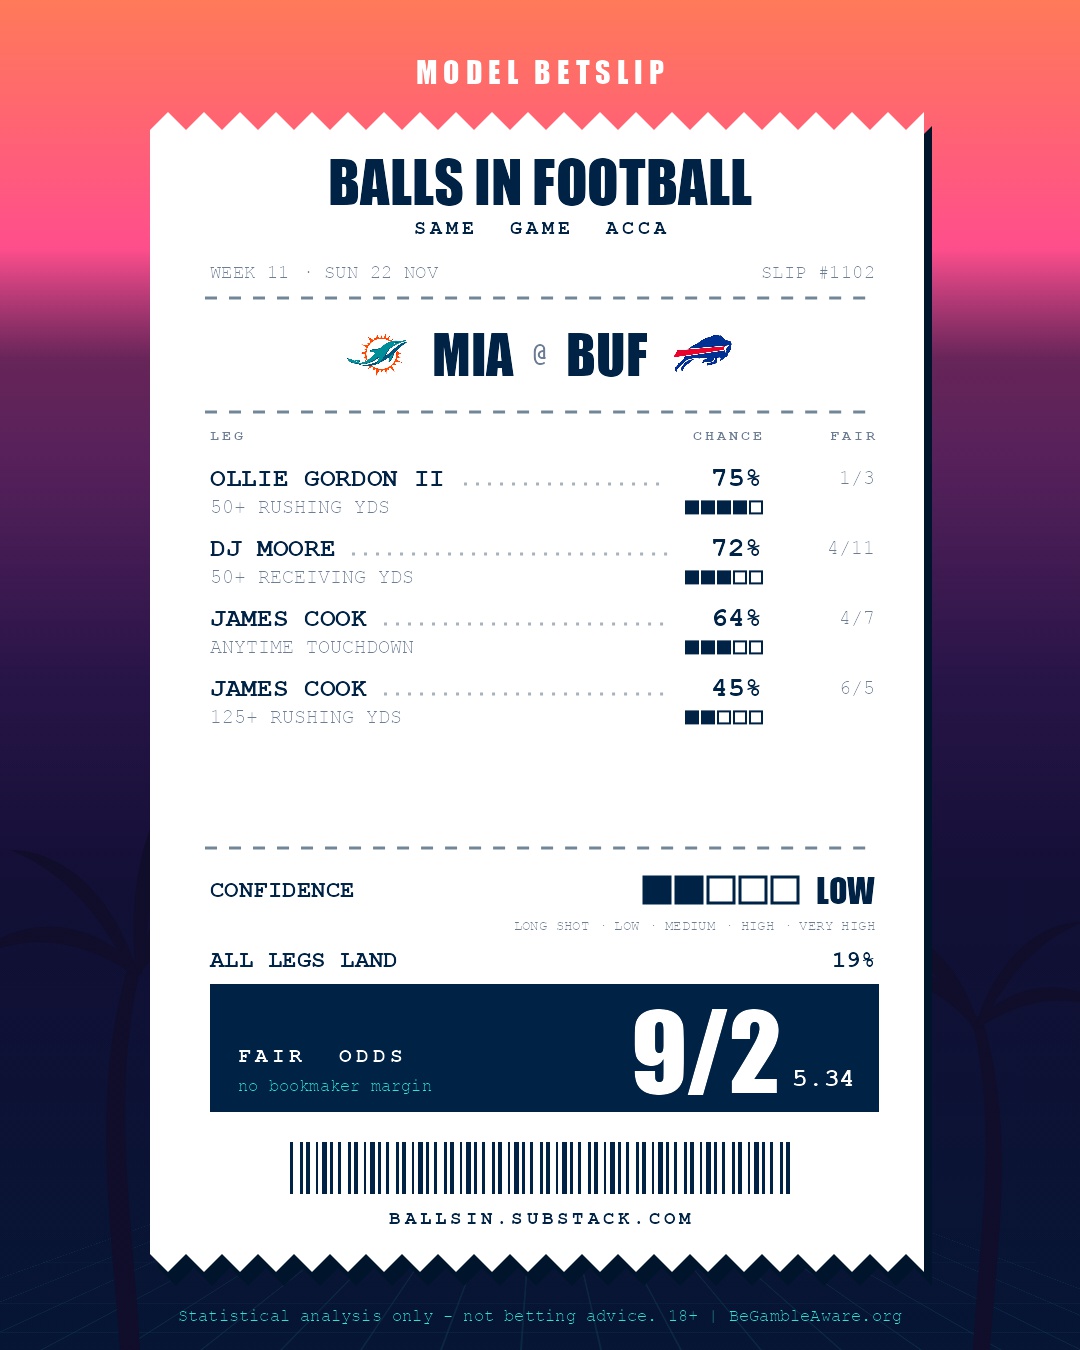 MODEL BETSLIP
BALLS IN FOOTBALL
SAME GAME ACCA
WEEK 11 · SUN 22 NOV SLIP #1102
MIA @ BUF
LEG CHANCE FAIR
OLLIE GORDON II ................. 75% 1/3
50+ RUSHING YDS
DJ MOORE ........................... 72% 4/11
50+ RECEIVING YDS
JAMES COOK ........................ 64% 4/7
ANYTIME TOUCHDOWN
JAMES COOK ........................ 45% 6/5
125+ RUSHING YDS
CONFIDENCE LOW
LONG SHOT · LOW · MEDIUM · HIGH · VERY HIGH
ALL LEGS LAND 19%
FAIR ODDS 9/2 5.34
no bookmaker margin
BALLSIN.SUBSTACK.COM
Statistical analysis only – not betting advice. 18+ | BeGambleAware.org